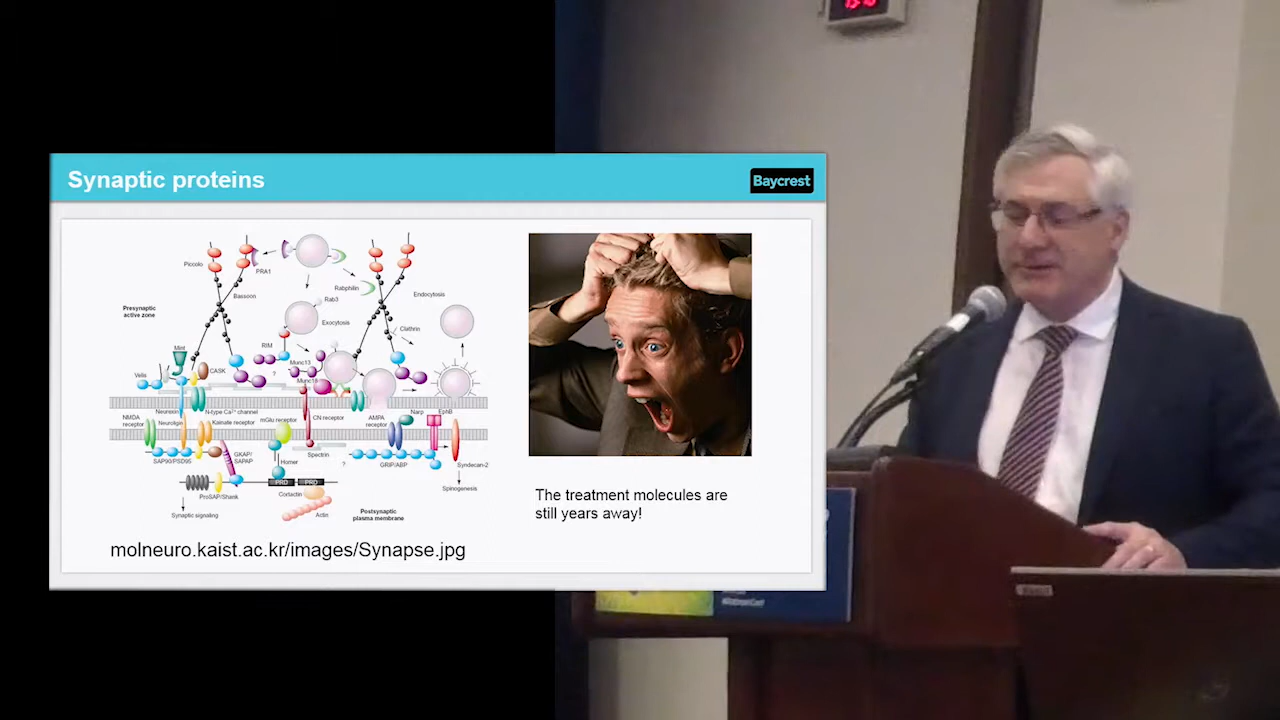 Synaptic proteins
Baycrest
Piccolo
PRA1
Rabphilin
Endocytosis
Bassoon
Rab3
Presynaptic
active zone
Exocytosis
Clathrin
RIM
Mint
Munc13
?
CASK
Velis
Munc18
Neurexin
N-type Ca2+ channel
Narp
EphB
NMDA
receptor
Neuroligin
Kainate receptor
mGlu receptor
CN receptor
AMPA
receptor
Spectrin
SAP90/PSD95
GKAP/
SAPAP
Homer
?
GRIP/ABP
Syndecan-2
PRD
PRD
Spinogenesis
ProSAP/Shank
Cortactin
Synaptic signaling
Actin
Postsynaptic
plasma membrane
The treatment molecules are
still years away!
molneuro.kaist.ac.kr/images/Synapse.jpg